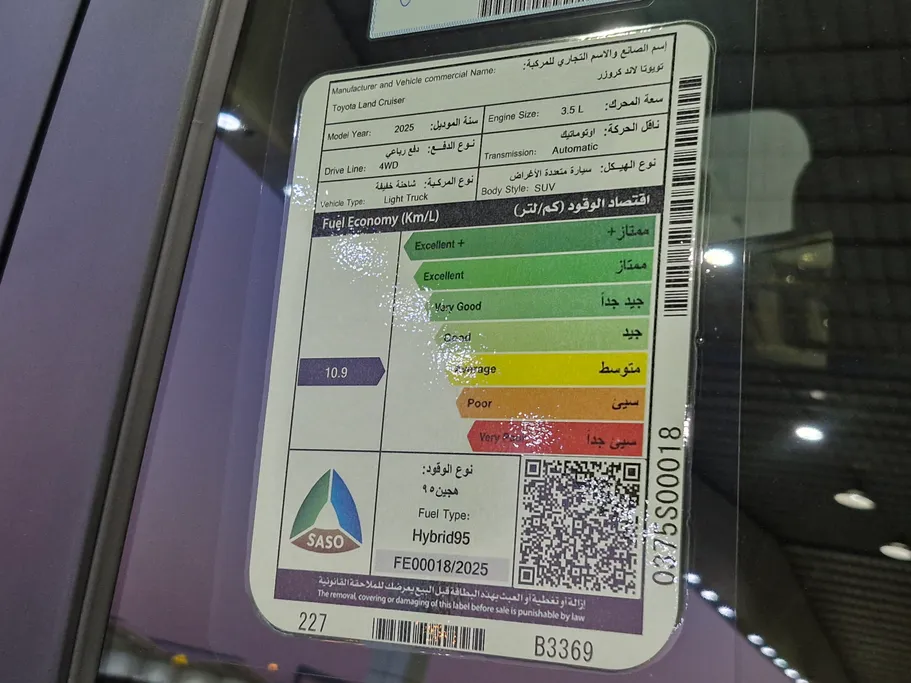 إسم الصانع والاسم التجاري للمركبة:
Manufacturer and Vehicle commercial Name:
تويوتا لاند كروزر
Toyota Land Cruiser
Model Year: 2025 سنة الموديل:
Engine Size: 3.5 L سعة المحرك:
Drive Line: دفع رباعي نوع الدفع:
4WD
Transmission: اوتوماتيك ناقل الحركة:
Automatic
Vehicle Type: شاحنة خفيفة نوع المركبة:
Light Truck
نوع الهيكل: سيارة متعددة الأغراض
Body Style: SUV
Fuel Economy (Km/L) اقتصاد الوقود (كم/لتر)
Excellent + ممتاز+
Excellent ممتاز
Very Good جيد جداً
Good جيد
Average متوسط
10.9
Poor سيئ
Very Poor سيئ جداً
نوع الوقود:
هجين ٩٥
Fuel Type:
Hybrid95
FE00018/2025
SASO
إزالة أو تغطية أو العبث بهذه البطاقة قبل البيع يعرضك للملاحقة القانونية
The removal, covering or damaging of this label before sale is punishable by law
227
B3369
0375S00018